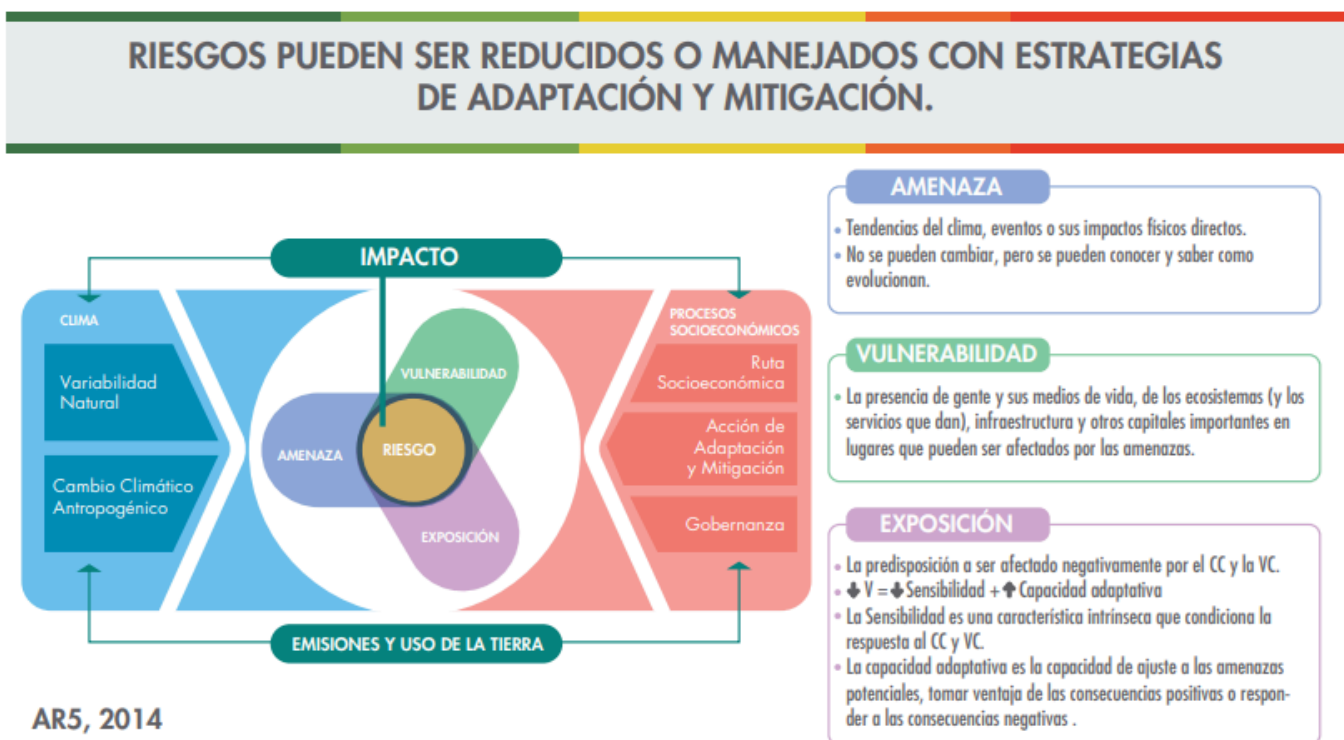 RIESGOS PUEDEN SER REDUCIDOS O MANEJADOS CON ESTRATEGIAS
DE ADAPTACIÓN Y MITIGACIÓN.
IMPACTO
CLIMA
Variabilidad
Natural
Cambio Climático
Antropogénico
VULNERABILIDAD
AMENAZA
RIESGO
EXPOSICIÓN
PROCESOS
SOCIOECONÓMICOS
Ruta
Socioeconómica
Acción de
Adaptación
y Mitigación
Gobernanza
EMISIONES Y USO DE LA TIERRA
AR5, 2014
AMENAZA
• Tendencias del clima, eventos o sus impactos físicos directos.
• No se pueden cambiar, pero se pueden conocer y saber como
evolucionan.
VULNERABILIDAD
• La presencia de gente y sus medios de vida, de los ecosistemas (y los
servicios que dan), infraestructura y otros capitales importantes en
lugares que pueden ser afectados por las amenazas.
EXPOSICIÓN
• La predisposición a ser afectado negativamente por el CC y la VC.
• 🡇 V = 🡇 Sensibilidad + 🡅 Capacidad adaptativa
• La Sensibilidad es una característica intrínseca que condiciona la
respuesta al CC y VC.
• La capacidad adaptativa es la capacidad de ajuste a las amenazas
potenciales, tomar ventaja de las consecuencias positivas o respon-
der a las consecuencias negativas .